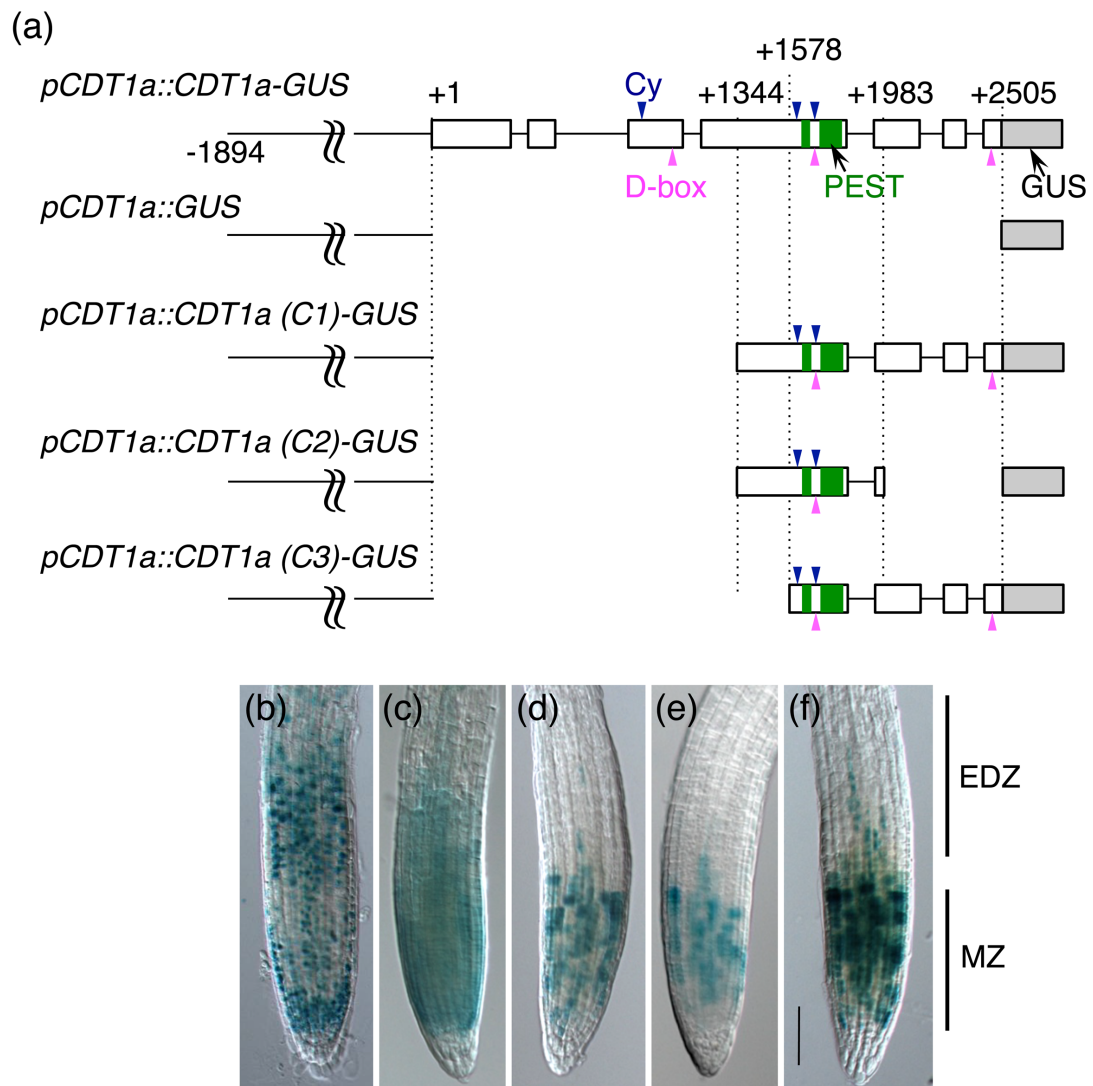 (a)
+1578
pCDT1a::CDT1a-GUS
Cy
+1
+1344
+1983
+2505
-1894
D-box
PEST
GUS
pCDT1a::GUS
pCDT1a::CDT1a (C1)-GUS
pCDT1a::CDT1a (C2)-GUS
pCDT1a::CDT1a (C3)-GUS
(b)
(c)
(d)
(e)
(f)
EDZ
MZ